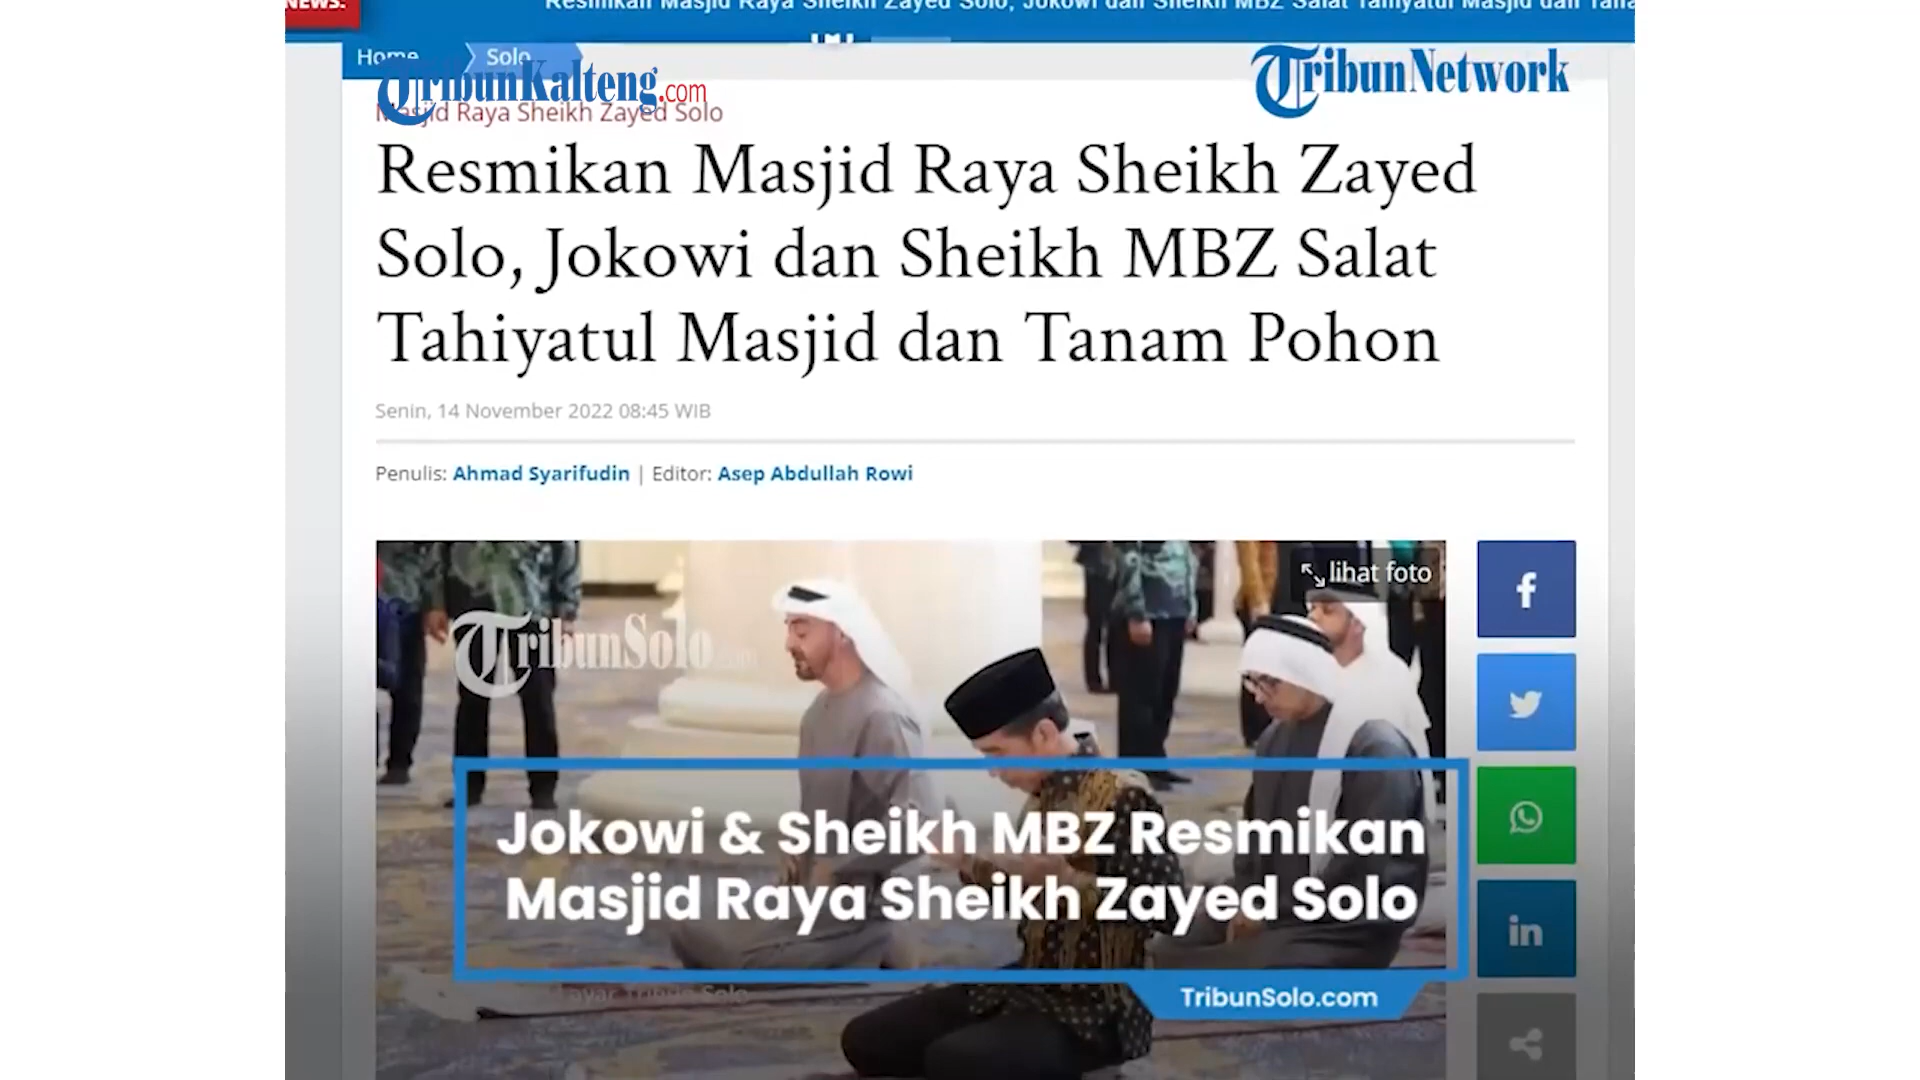 NEWS:
Resmikan Masjid Raya Sheikh Zayed Solo, Jokowi dan Sheikh MBZ Salat Tahiyatul Masjid dan
Home
Solo
TribunKalteng.com
TribunNetwork
Masjid Raya Sheikh Zayed Solo
Resmikan Masjid Raya Sheikh Zayed
Solo, Jokowi dan Sheikh MBZ Salat
Tahiyatul Masjid dan Tanam Pohon
Senin, 14 November 2022 08:45 WIB
Penulis: Ahmad Syarifudin | Editor: Asep Abdullah Rowi
lihat foto
TribunSolo.com
Jokowi & Sheikh MBZ Resmikan
Masjid Raya Sheikh Zayed Solo
Tribun Solo
TribunSolo.com